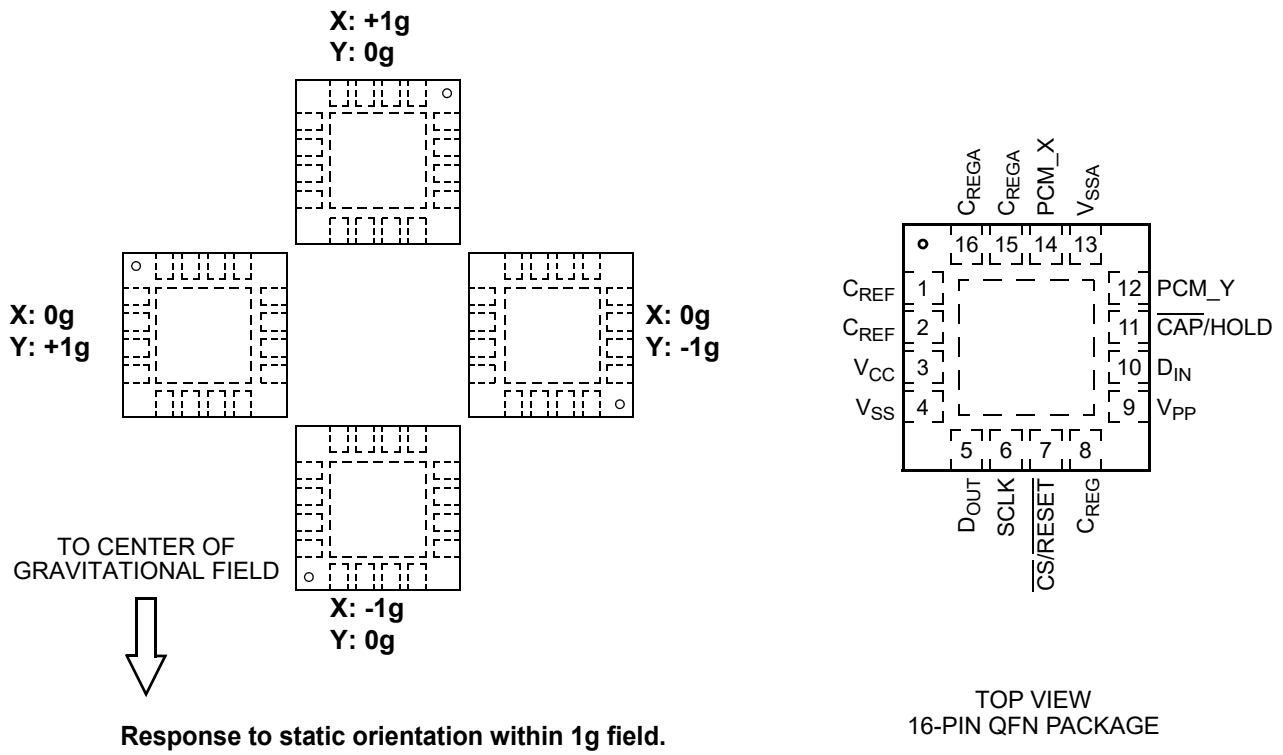 X: +1g
Y: 0g
X: 0g
Y: +1g
X: 0g
Y: -1g
X: -1g
Y: 0g
TO CENTER OF
GRAVITATIONAL FIELD
Response to static orientation within 1g field.
CREGA
CREGA
PCM_X
VSSA
16 15 14 13
CREF 1
CREF 2
VCC 3
VSS 4
12 PCM_Y
11 CAP/HOLD
10 DIN
9 VPP
5 6 7 8
DOUT
SCLK
CS/RESET
CREG
TOP VIEW
16-PIN QFN PACKAGE